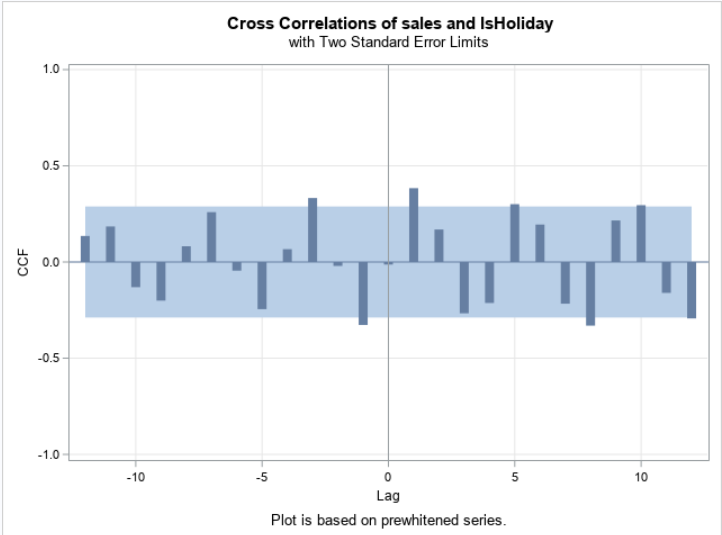 Cross Correlations of sales and IsHoliday
with Two Standard Error Limits
1.0
0.5
0.0
-0.5
-1.0
CCF
-10 -5 0 5 10
Lag
Plot is based on prewhitened series.